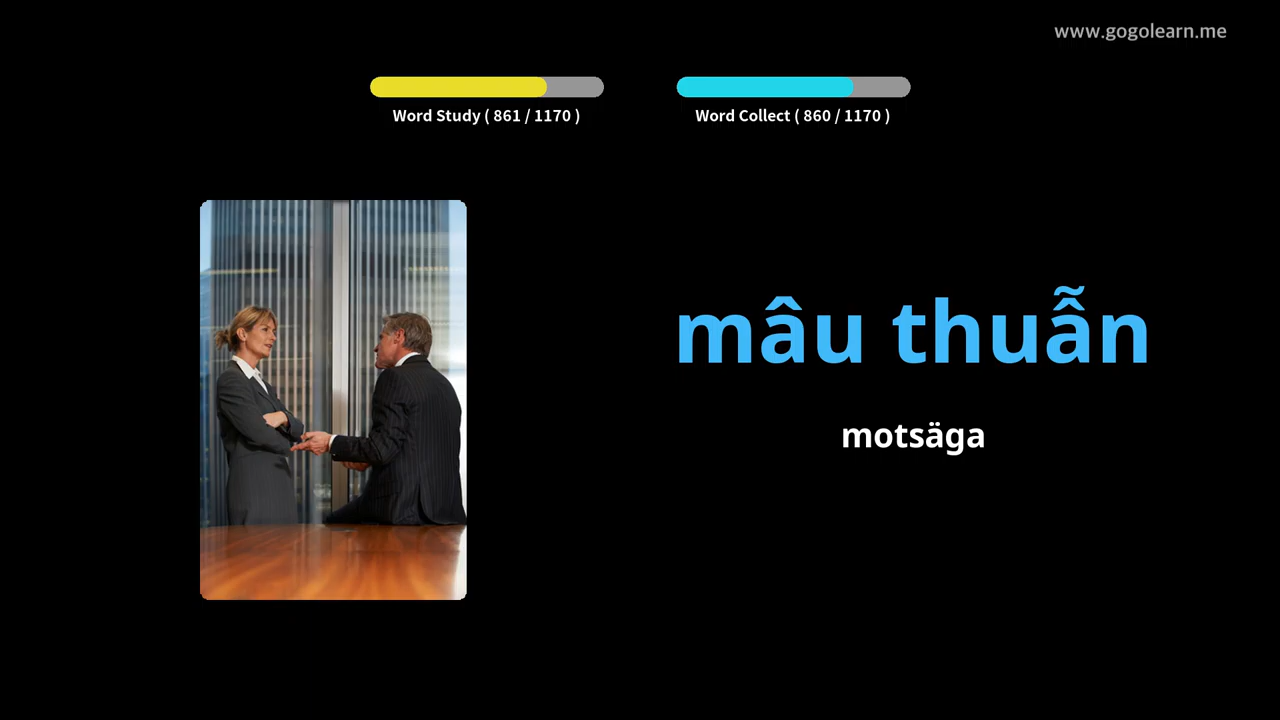 www.gogolearn.me
Word Study ( 861 / 1170 )
Word Collect ( 860 / 1170 )
mâu thuẫn
motsäga